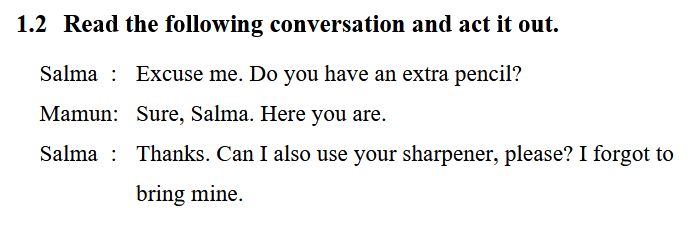 1.2 Read the following conversation and act it out.
Salma : Excuse me. Do you have an extra pencil?
Mamun: Sure, Salma. Here you are.
Salma : Thanks. Can I also use your sharpener, please? I forgot to
bring mine.